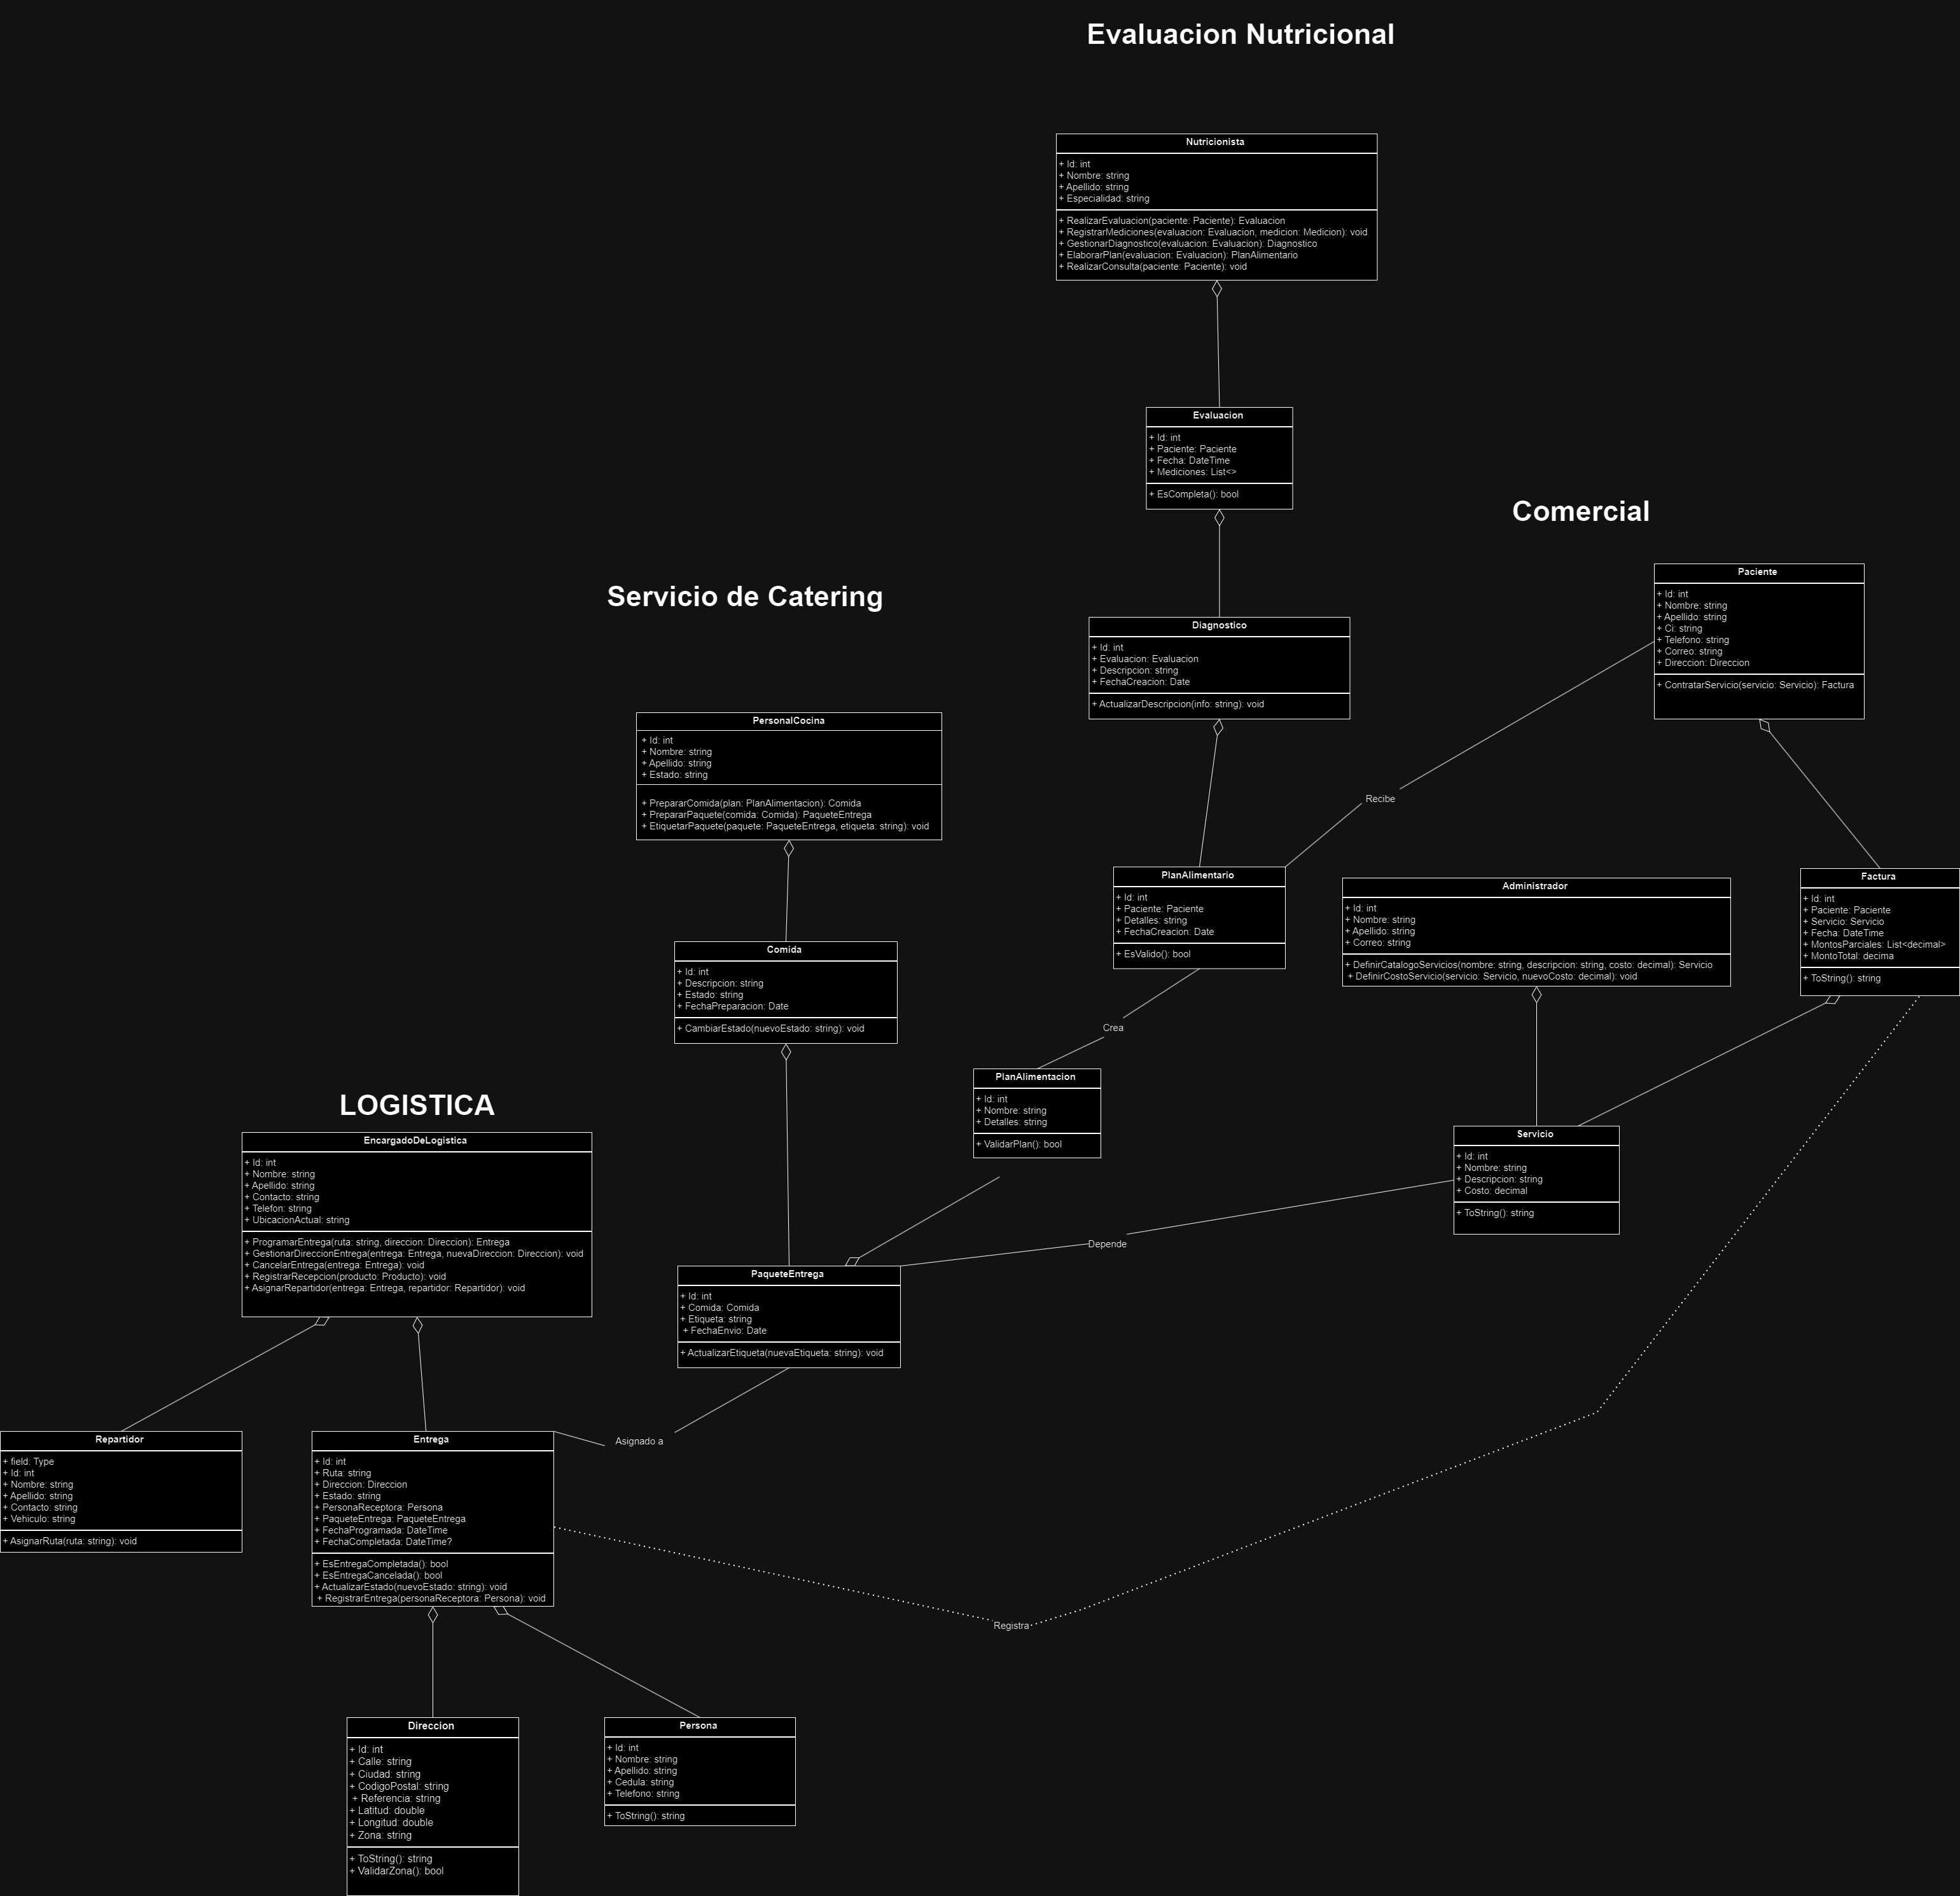 Evaluacion Nutricional
Nutricionista
+ Id: int
+ Nombre: string
+ Apellido: string
+ Especialidad: string
+ RealizarEvaluacion(paciente: Paciente): Evaluacion
+ RegistrarMediciones(evaluacion: Evaluacion, medicion: Medicion): void
+ GestionarDiagnostico(evaluacion: Evaluacion): Diagnostico
+ ElaborarPlan(evaluacion: Evaluacion): PlanAlimentario
+ RealizarConsulta(paciente: Paciente): void
Evaluacion
+ Id: int
+ Paciente: Paciente
+ Fecha: DateTime
+ Mediciones: List<>
+ EsCompleta(): bool
Diagnostico
+ Id: int
+ Evaluacion: Evaluacion
+ Descripcion: string
+ FechaCreacion: Date
+ ActualizarDescripcion(info: string): void
Comercial
Paciente
+ Id: int
+ Nombre: string
+ Apellido: string
+ Ci: string
+ Telefono: string
+ Correo: string
+ Direccion: Direccion
+ ContratarServicio(servicio: Servicio): Factura
Servicio de Catering
PersonalCocina
+ Id: int
+ Nombre: string
+ Apellido: string
+ Estado: string
+ PrepararComida(plan: PlanAlimentacion): Comida
+ PrepararPaquete(comida: Comida): PaqueteEntrega
+ EtiquetarPaquete(paquete: PaqueteEntrega, etiqueta: string): void
Recibe
PlanAlimentario
+ Id: int
+ Paciente: Paciente
+ Detalles: string
+ FechaCreacion: Date
+ EsValido(): bool
Administrador
+ Id: int
+ Nombre: string
+ Apellido: string
+ Correo: string
+ DefinirCatalogoServicios(nombre: string, descripcion: string, costo: decimal): Servicio
+ DefinirCostoServicio(servicio: Servicio, nuevoCosto: decimal): void
Factura
+ Id: int
+ Paciente: Paciente
+ Servicio: Servicio
+ Fecha: DateTime
+ MontosParciales: List<decimal>
+ MontoTotal: decima
+ ToString(): string
Comida
+ Id: int
+ Descripcion: string
+ Estado: string
+ FechaPreparacion: Date
+ CambiarEstado(nuevoEstado: string): void
Crea
PlanAlimentacion
+ Id: int
+ Nombre: string
+ Detalles: string
+ ValidarPlan(): bool
Servicio
+ Id: int
+ Nombre: string
+ Descripcion: string
+ Costo: decimal
+ ToString(): string
LOGISTICA
EncargadoDeLogistica
+ Id: int
+ Nombre: string
+ Apellido: string
+ Contacto: string
+ Telefon: string
+ UbicacionActual: string
+ ProgramarEntrega(ruta: string, direccion: Direccion): Entrega
+ GestionarDireccionEntrega(entrega: Entrega, nuevaDireccion: Direccion): void
+ CancelarEntrega(entrega: Entrega): void
+ RegistrarRecepcion(producto: Producto): void
+ AsignarRepartidor(entrega: Entrega, repartidor: Repartidor): void
Depende
PaqueteEntrega
+ Id: int
+ Comida: Comida
+ Etiqueta: string
+ FechaEnvio: Date
+ ActualizarEtiqueta(nuevaEtiqueta: string): void
Asignado a
Repartidor
+ field: Type
+ Id: int
+ Nombre: string
+ Apellido: string
+ Contacto: string
+ Vehiculo: string
+ AsignarRuta(ruta: string): void
Entrega
+ Id: int
+ Ruta: string
+ Direccion: Direccion
+ Estado: string
+ PersonaReceptora: Persona
+ PaqueteEntrega: PaqueteEntrega
+ FechaProgramada: DateTime
+ FechaCompletada: DateTime?
+ EsEntregaCompletada(): bool
+ EsEntregaCancelada(): bool
+ ActualizarEstado(nuevoEstado: string): void
+ RegistrarEntrega(personaReceptora: Persona): void
Registra
Direccion
+ Id: int
+ Calle: string
+ Ciudad: string
+ CodigoPostal: string
+ Referencia: string
+ Latitud: double
+ Longitud: double
+ Zona: string
+ ToString(): string
+ ValidarZona(): bool
Persona
+ Id: int
+ Nombre: string
+ Apellido: string
+ Cedula: string
+ Telefono: string
+ ToString(): string